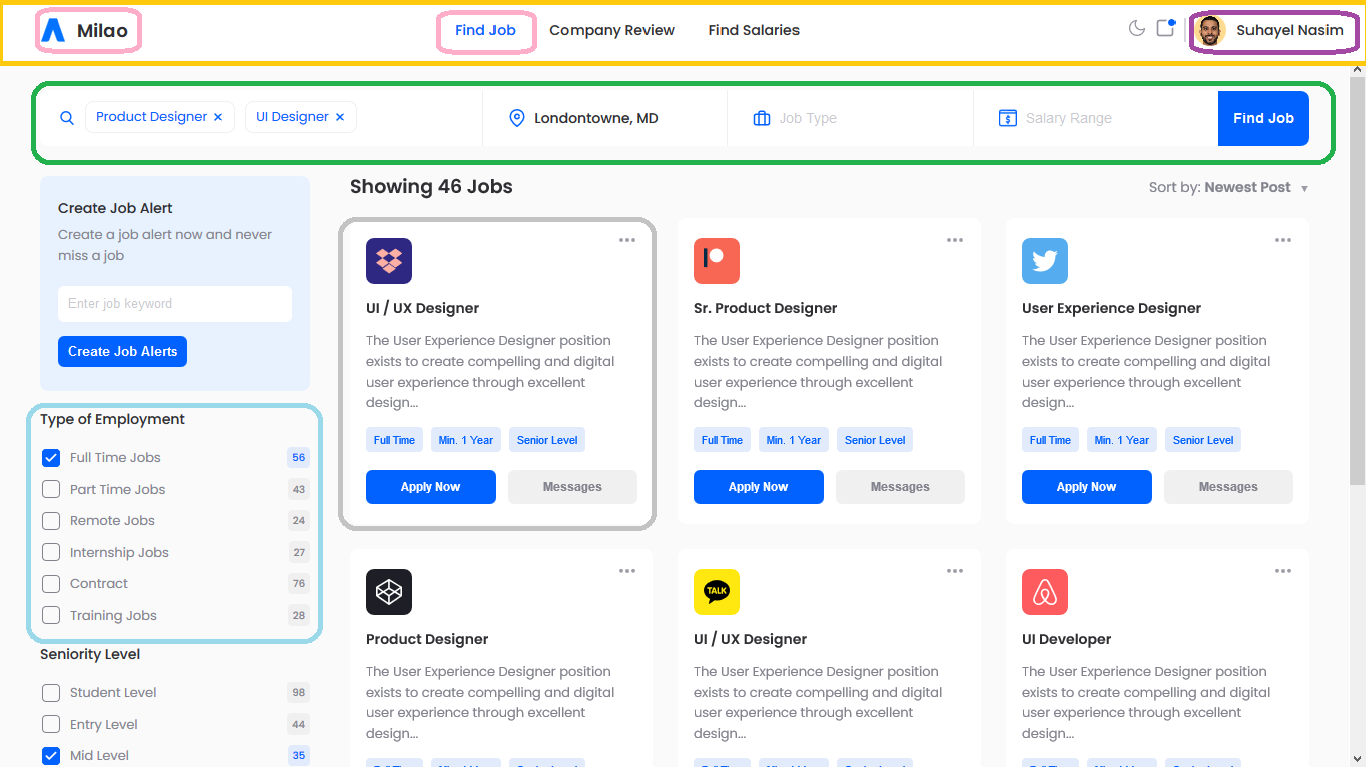 Milao
Find Job Company Review Find Salaries
Suhayel Nasim
Product Designer × UI Designer ×
Londontowne, MD
Job Type
Salary Range
Find Job
Create Job Alert
Create a job alert now and never
miss a job
Enter job keyword
Create Job Alerts
Type of Employment
Full Time Jobs 56
Part Time Jobs 43
Remote Jobs 24
Internship Jobs 27
Contract 76
Training Jobs 28
Seniority Level
Student Level 98
Entry Level 44
Mid Level 35
Showing 46 Jobs
Sort by: Newest Post
UI / UX Designer
The User Experience Designer position
exists to create compelling and digital
user experience through excellent
design...
Full Time Min. 1 Year Senior Level
Apply Now Messages
Sr. Product Designer
The User Experience Designer position
exists to create compelling and digital
user experience through excellent
design...
Full Time Min. 1 Year Senior Level
Apply Now Messages
User Experience Designer
The User Experience Designer position
exists to create compelling and digital
user experience through excellent
design...
Full Time Min. 1 Year Senior Level
Apply Now Messages
Product Designer
The User Experience Designer position
exists to create compelling and digital
user experience through excellent
design...
TALK
UI / UX Designer
The User Experience Designer position
exists to create compelling and digital
user experience through excellent
design...
UI Developer
The User Experience Designer position
exists to create compelling and digital
user experience through excellent
design...